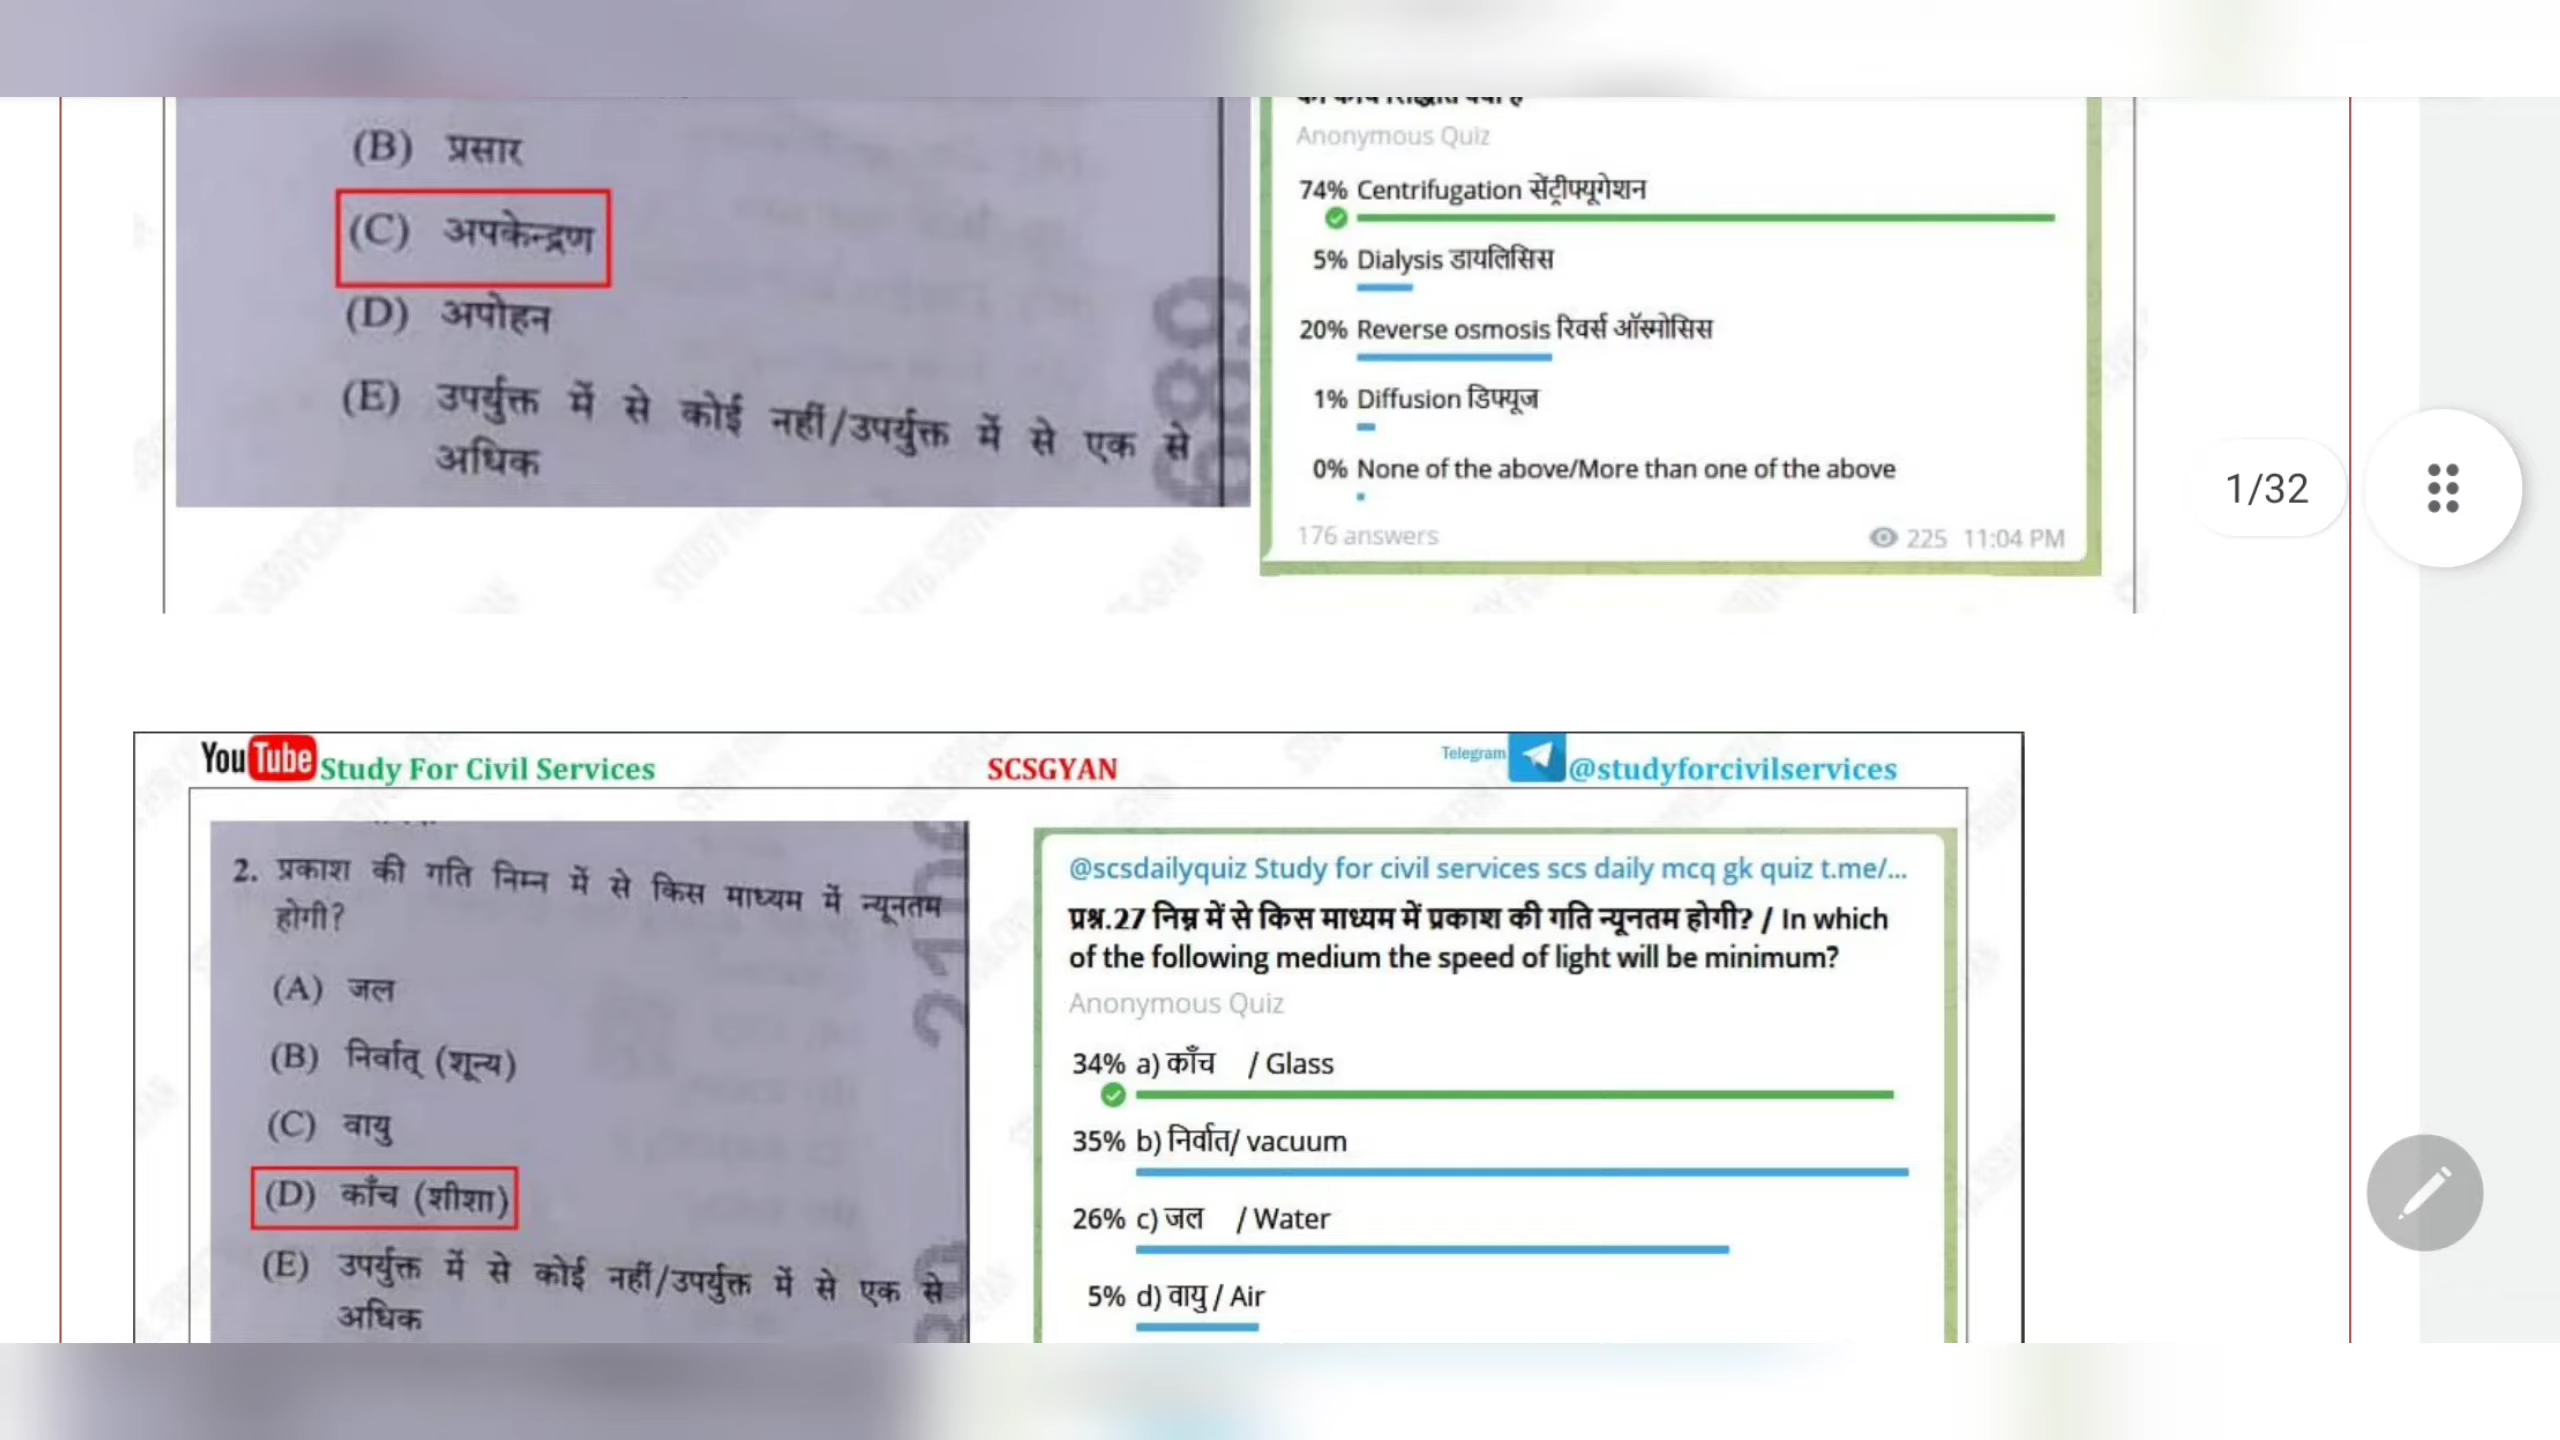 (B) प्रसार
(C) अपकेन्द्रण
(D) अपोहन
(E) उपर्युक्त में से कोई नहीं/उपर्युक्त में से एक से
अधिक
Anonymous Quiz
74% Centrifugation सेंट्रीफ्यूगेशन
5% Dialysis डायलिसिस
20% Reverse osmosis रिवर्स ऑस्मोसिस
1% Diffusion डिफ्यूज
0% None of the above/More than one of the above
176 answers 225 11:04 PM
1/32
YouTube Study For Civil Services SCSGYAN Telegram @studyforcivilservices
2. प्रकाश की गति निम्न में से किस माध्यम में न्यूनतम
होगी?
(A) जल
(B) निर्वात् (शून्य)
(C) वायु
(D) काँच (शीशा)
(E) उपर्युक्त में से कोई नहीं/उपर्युक्त में से एक से
अधिक
@scsdailyquiz Study for civil services scs daily mcq gk quiz t.me/...
प्रश्न.27 निम्न में से किस माध्यम में प्रकाश की गति न्यूनतम होगी? / In which
of the following medium the speed of light will be minimum?
Anonymous Quiz
34% a) काँच / Glass
35% b) निर्वात/ vacuum
26% c) जल / Water
5% d) वायु / Air